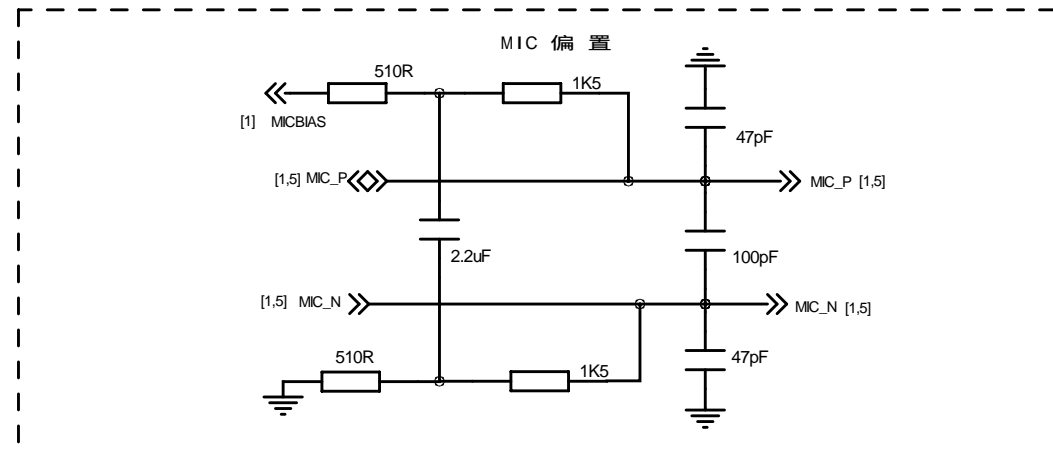 MIC 偏 置
510R
1K5
[1] MICBIAS
47pF
[1,5] MIC_P
MIC_P [1,5]
2.2uF
100pF
[1,5] MIC_N
MIC_N [1,5]
510R
1K5
47pF